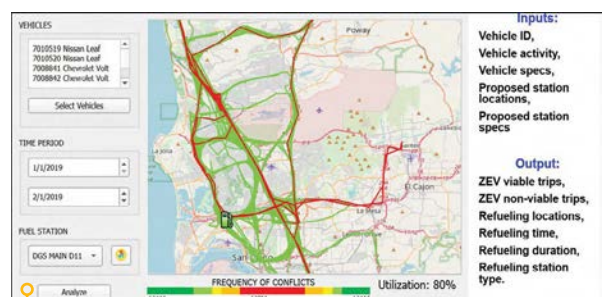 VEHICLES
7010519 Nissan Leaf
7010520 Nissan Leaf
7008841 Chevrolet Volt
7008842 Chevrolet Volt
Select Vehicles
TIME PERIOD
1/1/2019
2/1/2019
FUEL STATION
DGS MAIN D11
Analyze
Poway
La Jolla
Santee
El Cajon
La Mesa
FREQUENCY OF CONFLICTS
Utilization: 80%
Inputs:
Vehicle ID,
Vehicle activity,
Vehicle specs,
Proposed station
locations,
Proposed station
specs
Output:
ZEV viable trips,
ZEV non-viable trips,
Refueling locations,
Refueling time,
Refueling duration,
Refueling station
type.